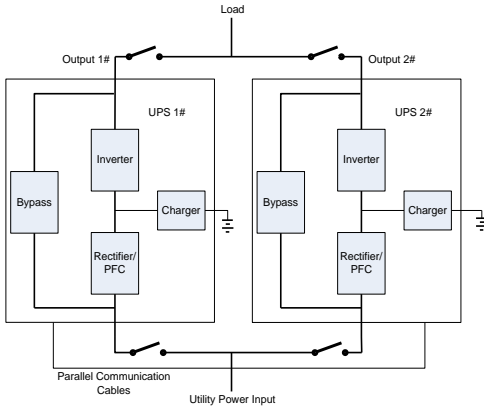 Load
Output 1#
Output 2#
UPS 1#
UPS 2#
Inverter
Inverter
Bypass
Charger
Bypass
Charger
Rectifier/
PFC
Rectifier/
PFC
Parallel Communication
Cables
Utility Power Input